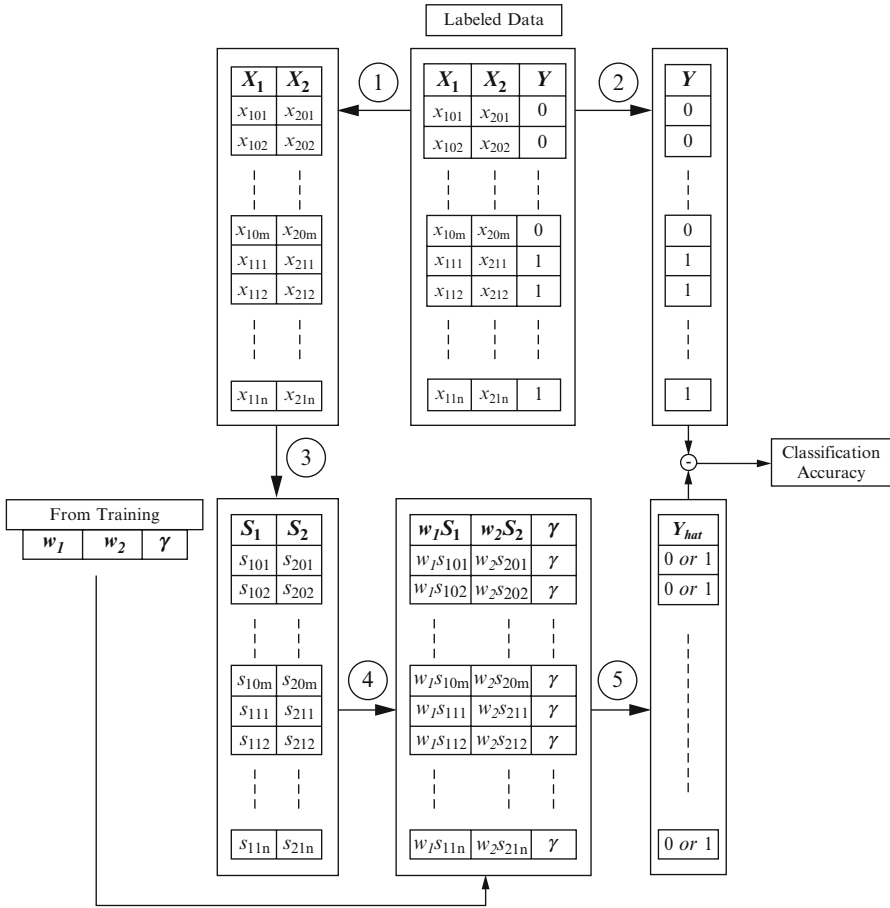 Labeled Data
X1 X2
x101 x201
x102 x202
x10m x20m
x111 x211
x112 x212
x11n x21n
1
X1 X2 Y
x101 x201 0
x102 x202 0
x10m x20m 0
x111 x211 1
x112 x212 1
x11n x21n 1
2
Y
0
0
0
1
1
1
3
-
Classification
Accuracy
From Training
w1 w2 γ
S1 S2
s101 s201
s102 s202
s10m s20m
s111 s211
s112 s212
s11n s21n
4
w1S1 w2S2 γ
w1s101 w2s201 γ
w1s102 w2s202 γ
w1s10m w2s20m γ
w1s111 w2s211 γ
w1s112 w2s212 γ
w1s11n w2s21n γ
5
Yhat
0 or 1
0 or 1
0 or 1